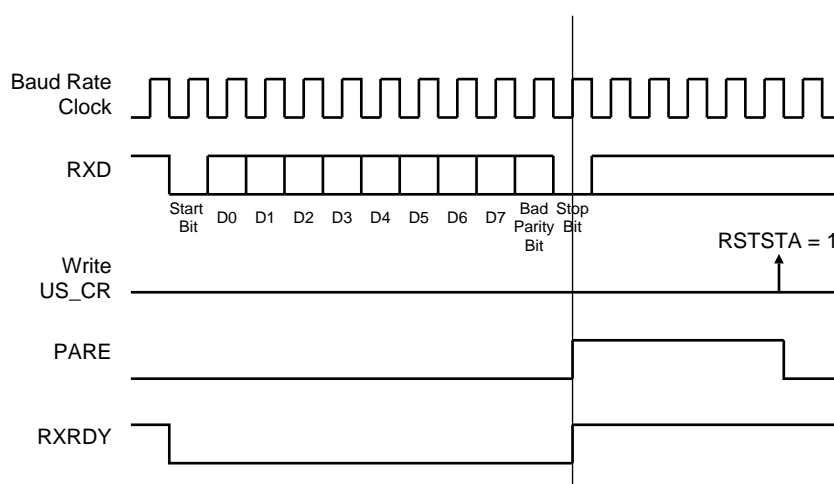 Baud Rate
Clock
RXD
Start
Bit
D0
D1
D2
D3
D4
D5
D6
D7
Bad
Parity
Bit
Stop
Bit
RSTSTA = 1
Write
US_CR
PARE
RXRDY